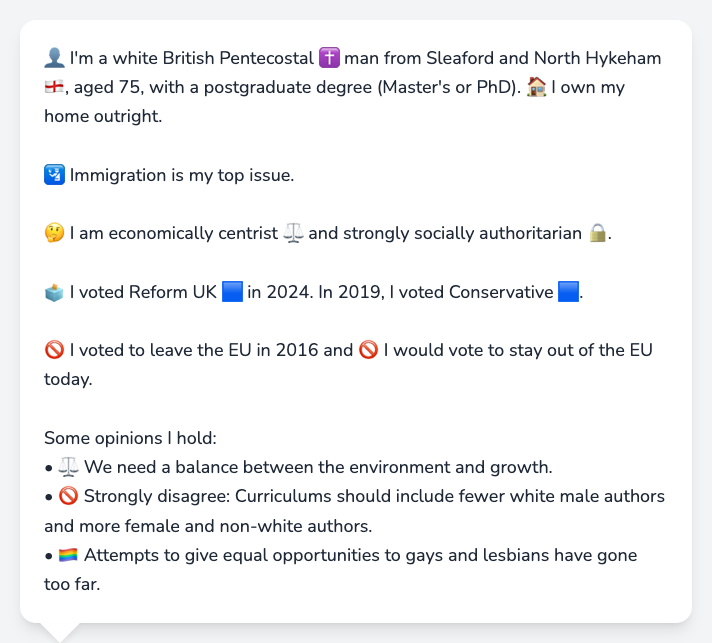 👤 I'm a white British Pentecostal ✝️ man from Sleaford and North Hykeham
🏴󠁧󠁢󠁥󠁮󠁧󠁿, aged 75, with a postgraduate degree (Master's or PhD). 🏠 I own my
home outright.
🛂 Immigration is my top issue.
🤔 I am economically centrist ⚖️ and strongly socially authoritarian 🔒.
🗳️ I voted Reform UK 🟦 in 2024. In 2019, I voted Conservative 🟦.
🚫 I voted to leave the EU in 2016 and 🚫 I would vote to stay out of the EU
today.
Some opinions I hold:
• ⚖️ We need a balance between the environment and growth.
• 🚫 Strongly disagree: Curriculums should include fewer white male authors
and more female and non-white authors.
• 🏳️‍🌈 Attempts to give equal opportunities to gays and lesbians have gone
too far.